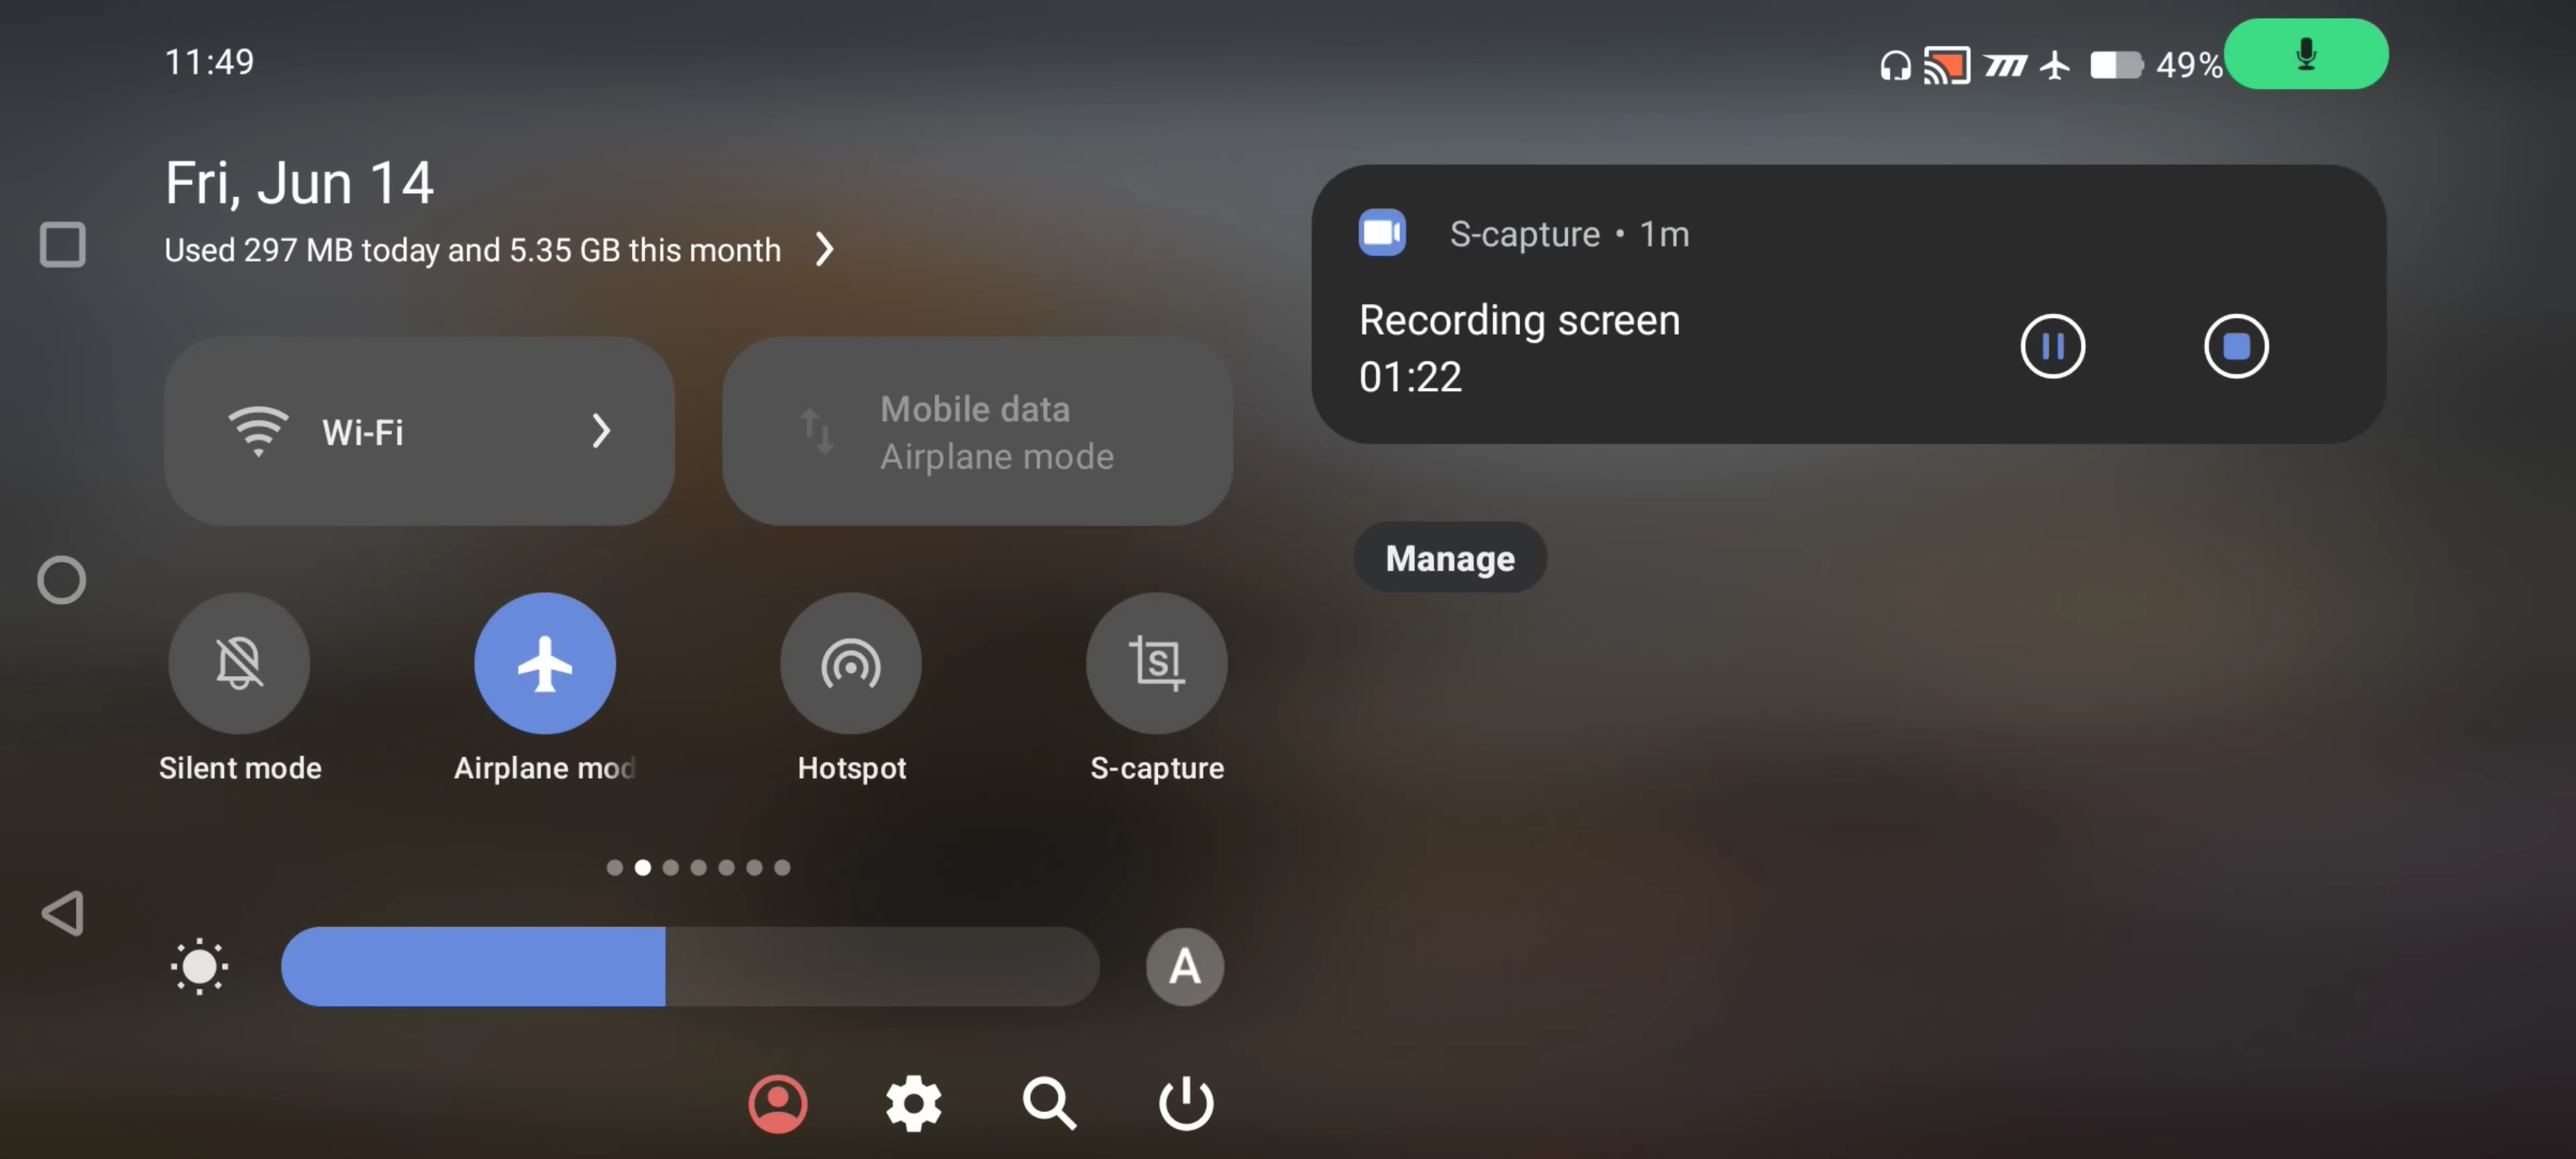 11:49
49%
Fri, Jun 14
Used 297 MB today and 5.35 GB this month
Wi-Fi
Mobile data
Airplane mode
Silent mode
Airplane mod
Hotspot
S-capture
A
S-capture • 1m
Recording screen
01:22
Manage